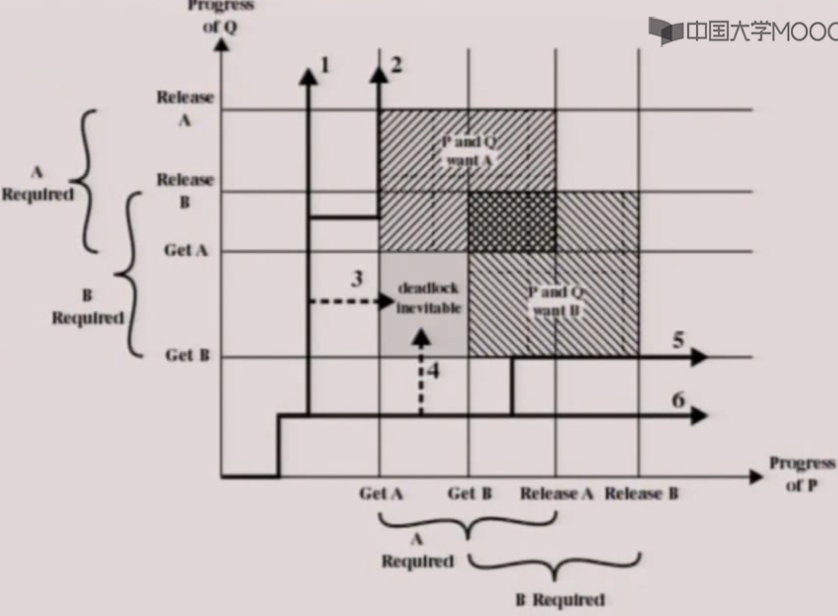 Progress
of Q
中国大学MOOC
1
2
Release
A
P and Q
want A
A
Required
Release
B
Get A
3
deadlock
inevitable
P and Q
want B
B
Required
Get B
5
4
6
Progress
of P
Get A
Get B
Release A
Release B
A
Required
B Required